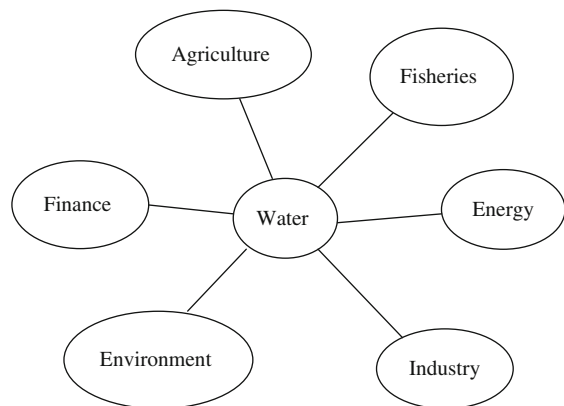 Agriculture
Fisheries
Finance
Water
Energy
Environment
Industry